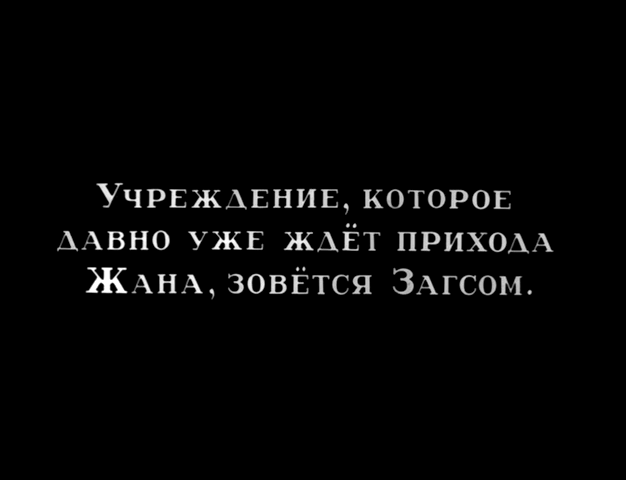 Учреждение, которое
давно уже ждёт прихода
Жана, зовётся Загсом.